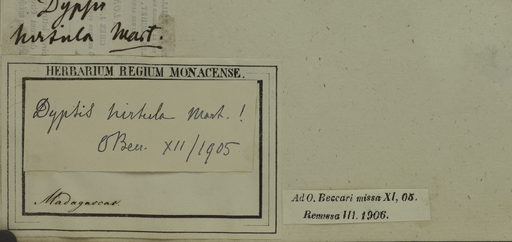 Dypsis
hirtula Mart.
HERBARIUM REGIUM MONACENSE.
Dypsis hirtula Mart. !
OBecc. XII/1905
Madagascar
Ad O. Beccari missa XI, 05.
Remissa III. 1906.